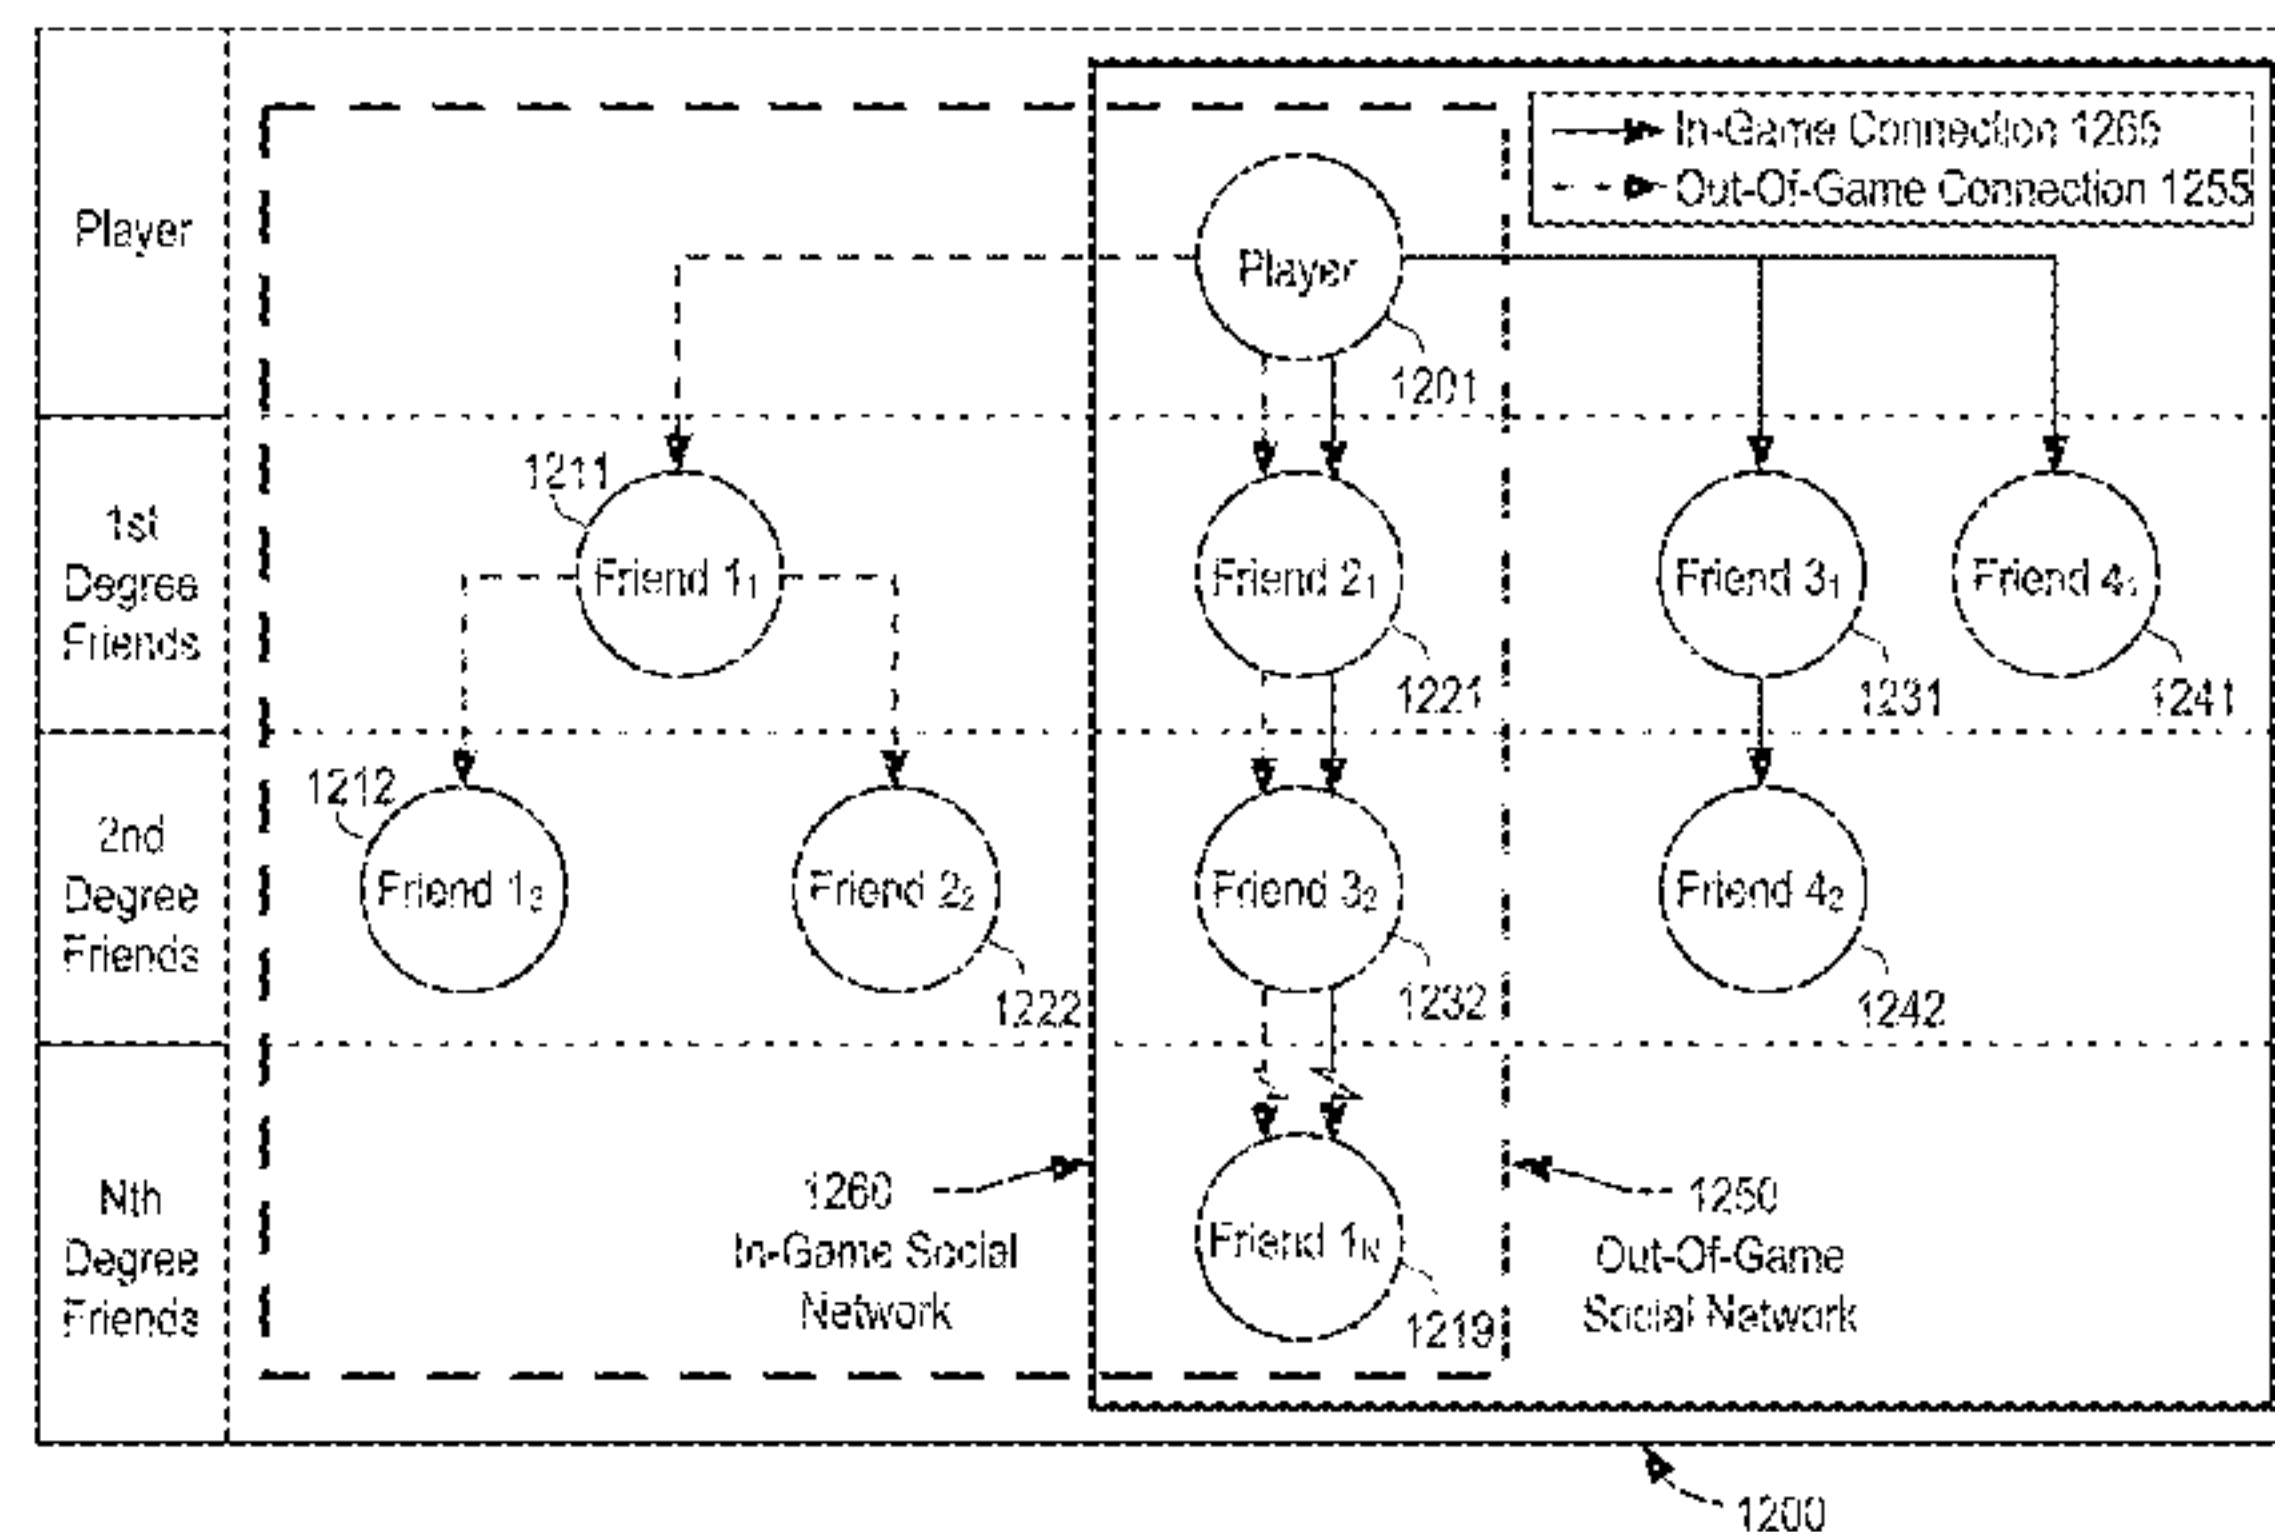 In-Game Connection 1265
Out-Of-Game Connection 1255
Player
Player
1201
1st
Degree
Friends
1211
Friend 1₁
Friend 2₁
Friend 3₁
Friend 4₁
1221
1231
1241
2nd
Degree
Friends
1212
Friend 1₂
Friend 2₂
Friend 3₂
Friend 4₂
1222
1232
1242
Nth
Degree
Friends
1260
In-Game Social
Network
Friend 1N
1219
1250
Out-Of-Game
Social Network
1200